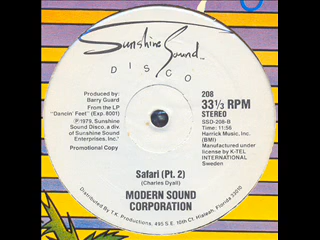 Sunshine Sound
DISCO
Produced by:
Barry Guard
From the LP
"Dancin' Feet" (Exp. 8001)
Ⓟ1979, Sunshine
Sound Disco, a div.
of Sunshine Sound
Enterprises, Inc.'
Promotional Copy
208
33⅓ RPM
STEREO
SSD-208-B
Time: 11:56
Harrick Music, Inc.
(BMI)
Manufactured under
license by K-TEL
INTERNATIONAL
Sweden
Safari (Pt. 2)
(Charles Dyall)
MODERN SOUND
CORPORATION
Dist. by T.K. Productions, 495 S.E. 10th Ct. Hialeah, Florida 33010